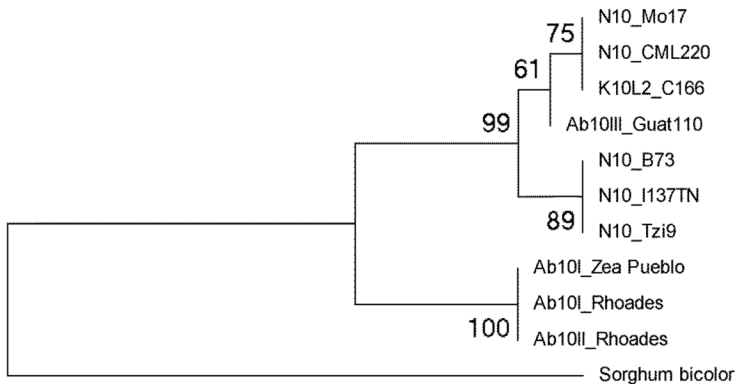 N10_Mo17
75
N10_CML220
61
K10L2_C166
99
Ab10III_Guat110
N10_B73
N10_I137TN
89
N10_Tzi9
Ab10I_Zea Pueblo
Ab10I_Rhoades
100
Ab10II_Rhoades
Sorghum bicolor